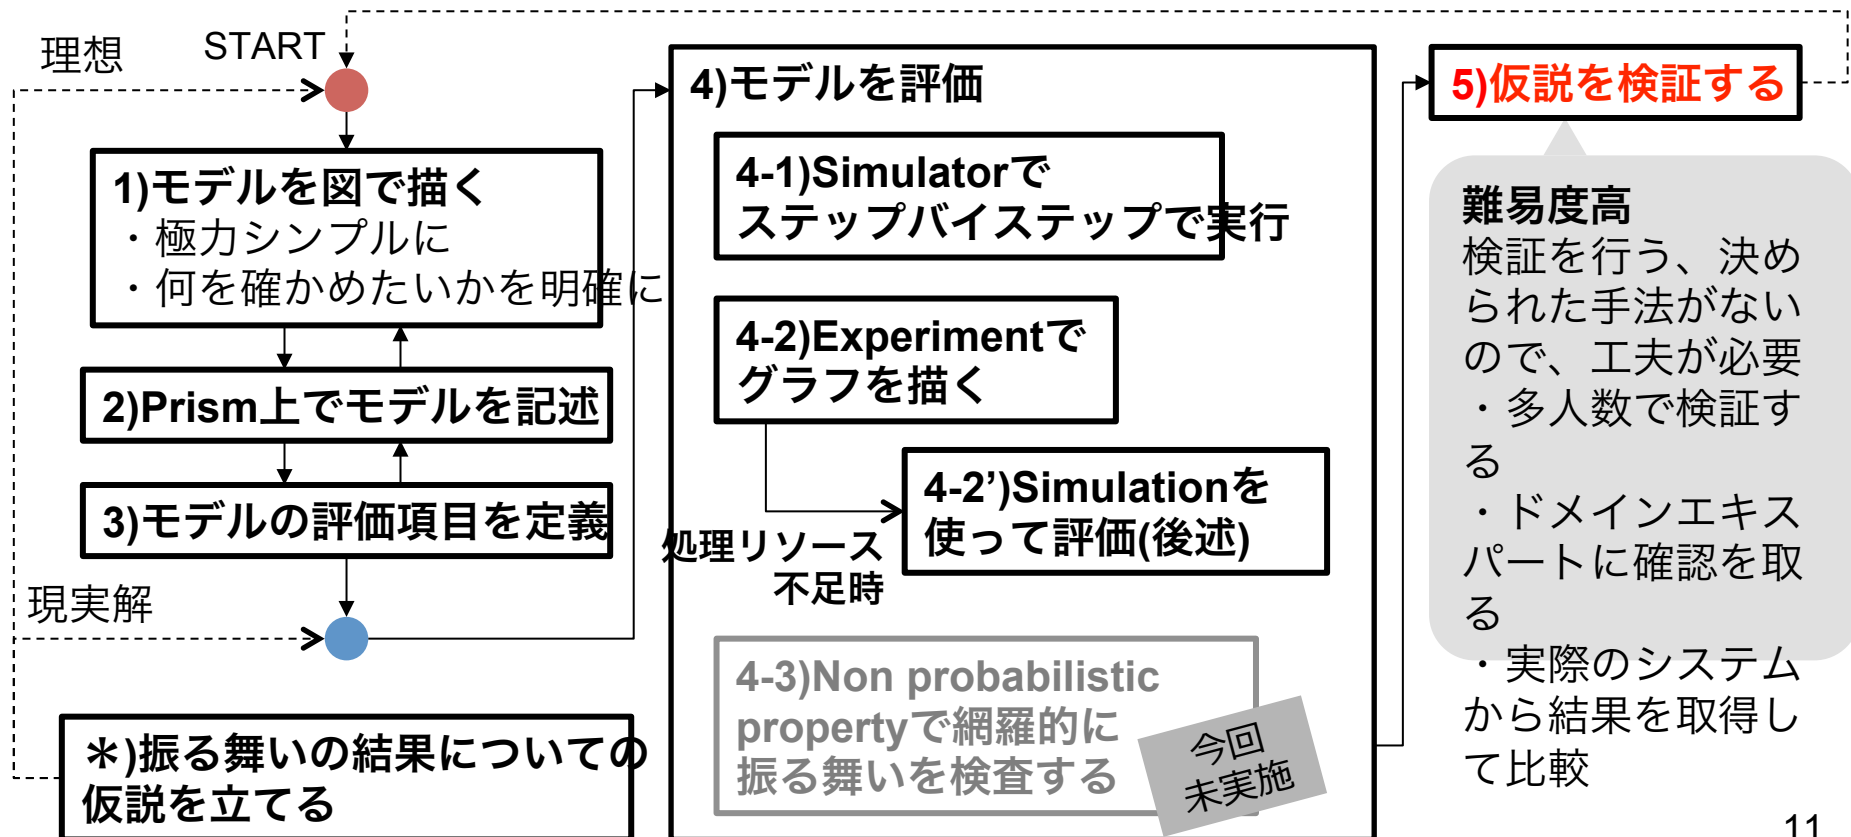 理想
START
1)モデルを図で描く
・極力シンプルに
・何を確かめたいかを明確に
2)Prism上でモデルを記述
3)モデルの評価項目を定義
現実解
＊)振る舞いの結果についての
仮説を立てる
4)モデルを評価
4-1)Simulatorで
ステップバイステップで実行
4-2)Experimentで
グラフを描く
4-2’)Simulationを
使って評価(後述)
処理リソース
不足時
4-3)Non probabilistic
propertyで網羅的に
振る舞いを検査する
今回
未実施
5)仮説を検証する
難易度高
検証を行う、決め
られた手法がない
ので、工夫が必要
・多人数で検証す
る
・ドメインエキス
パートに確認を取
る
・実際のシステム
から結果を取得し
て比較
11